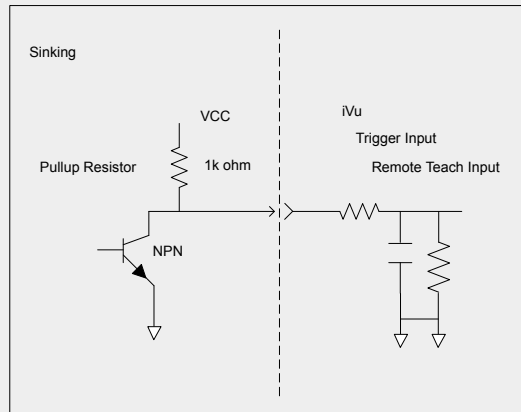 Sinking
VCC
iVu
Trigger Input
Pullup Resistor
1k ohm
Remote Teach Input
NPN